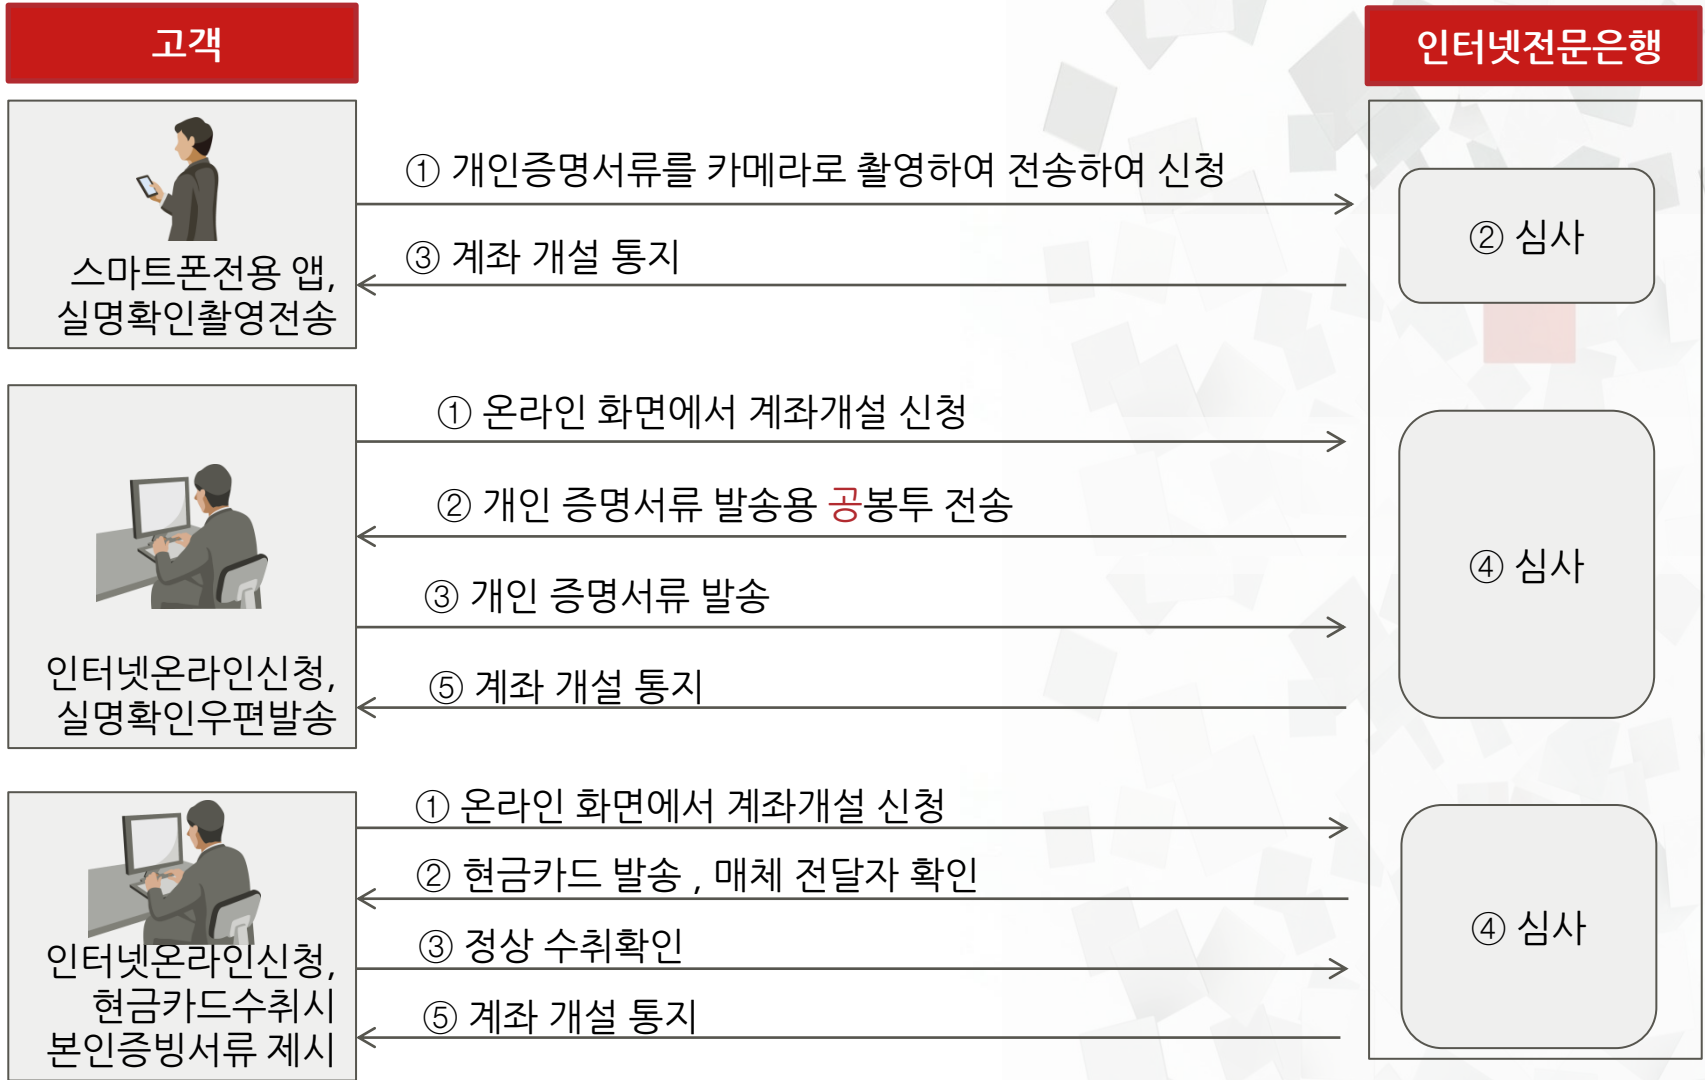 고객
인터넷전문은행
① 개인증명서류를 카메라로 촬영하여 전송하여 신청
② 심사
③ 계좌 개설 통지
스마트폰전용 앱,
실명확인촬영전송
① 온라인 화면에서 계좌개설 신청
② 개인 증명서류 발송용 공봉투 전송
④ 심사
③ 개인 증명서류 발송
⑤ 계좌 개설 통지
인터넷온라인신청,
실명확인우편발송
① 온라인 화면에서 계좌개설 신청
② 현금카드 발송 , 매체 전달자 확인
④ 심사
③ 정상 수취확인
⑤ 계좌 개설 통지
인터넷온라인신청,
현금카드수취시
본인증빙서류 제시